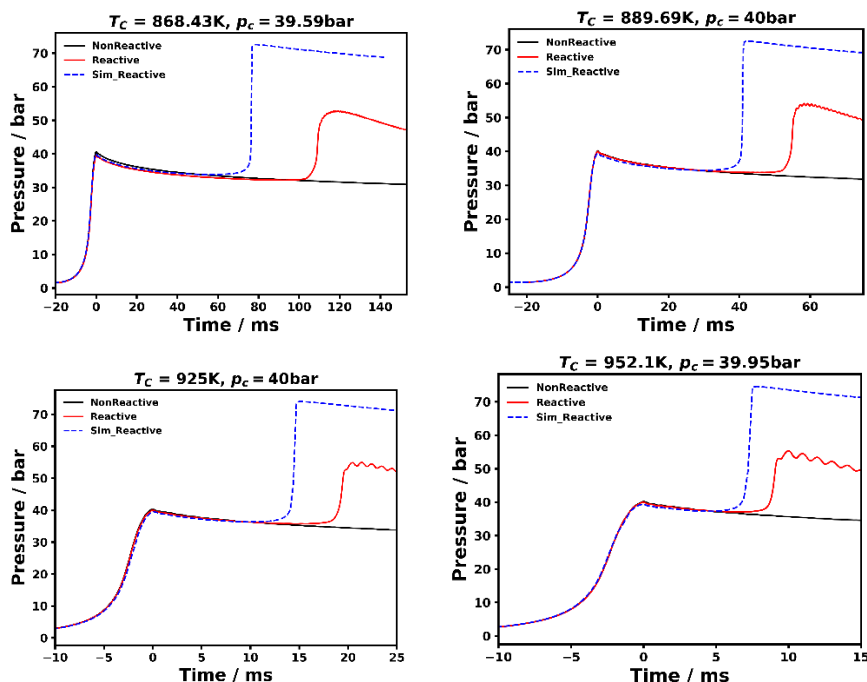 T_C = 868.43K, p_c = 39.59bar
70
60
50
40
30
20
10
0
Pressure / bar
NonReactive
Reactive
Sim_Reactive
−20 0 20 40 60 80 100 120 140
Time / ms
T_C = 889.69K, p_c = 40bar
70
60
50
40
30
20
10
0
Pressure / bar
NonReactive
Reactive
Sim_Reactive
−20 0 20 40 60
Time / ms
T_C = 925K, p_c = 40bar
70
60
50
40
30
20
10
0
Pressure / bar
NonReactive
Reactive
Sim_Reactive
−10 −5 0 5 10 15 20 25
Time / ms
T_C = 952.1K, p_c = 39.95bar
70
60
50
40
30
20
10
0
Pressure / bar
NonReactive
Reactive
Sim_Reactive
−10 −5 0 5 10 15
Time / ms